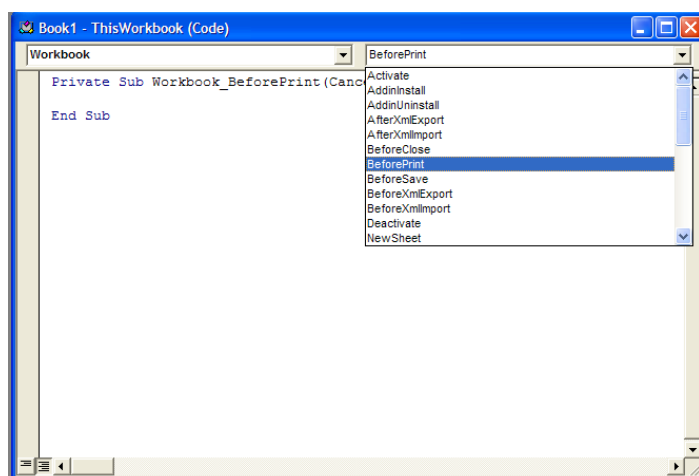 Book1 - ThisWorkbook (Code)
Workbook
BeforePrint
Private Sub Workbook_BeforePrint(Canc
End Sub
Activate
AddinInstall
AddinUninstall
AfterXmlExport
AfterXmlImport
BeforeClose
BeforePrint
BeforeSave
BeforeXmlExport
BeforeXmlImport
Deactivate
NewSheet